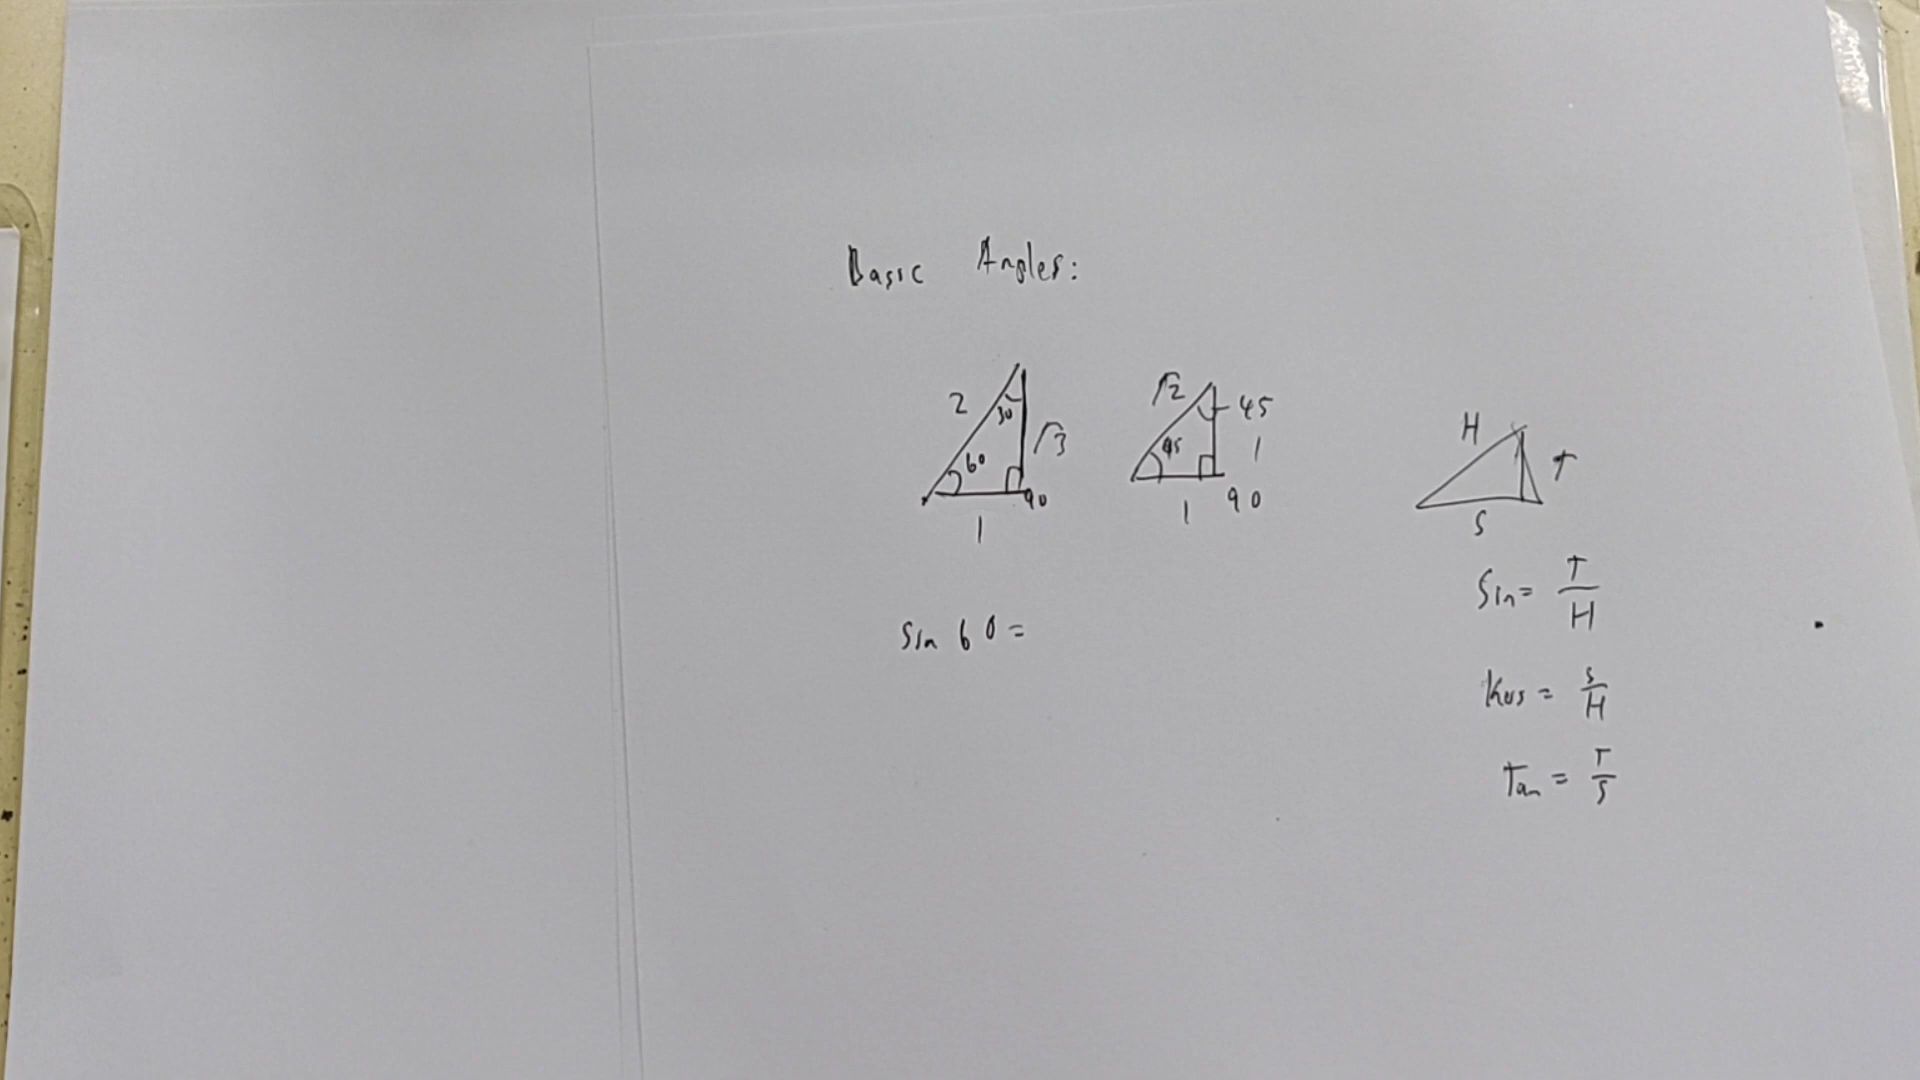 Basic Angles:
2
30
60
√3
90
1
√2
45
45
1
1
90
H
T
S
Sin = T/H
Kos = S/H
Tan = T/S
Sin 60 =